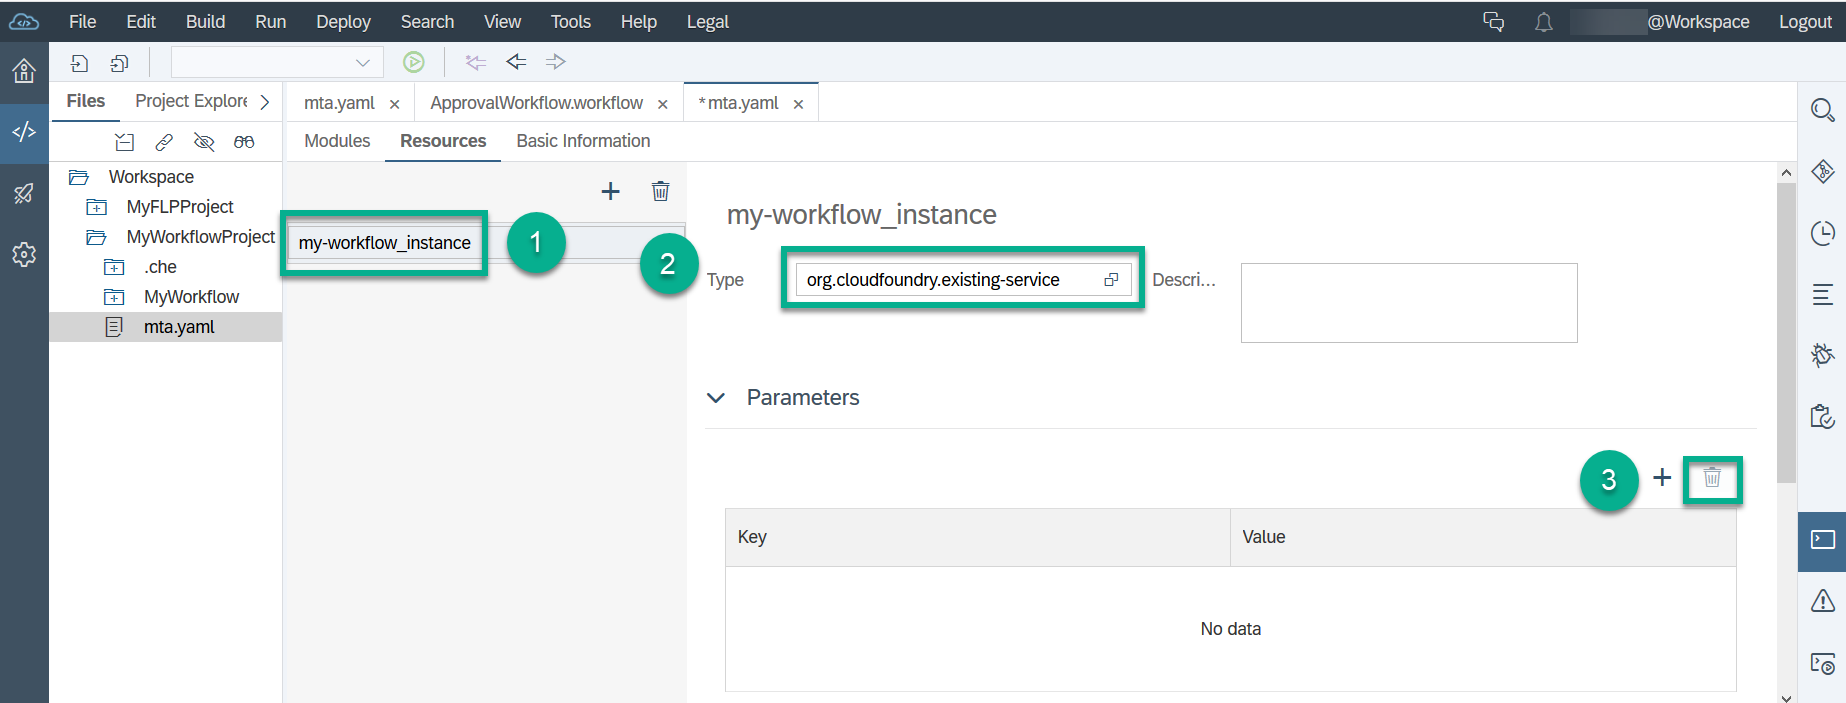 File Edit Build Run Deploy Search View Tools Help Legal @Workspace Logout
Files Project Explore
mta.yaml × ApprovalWorkflow.workflow × *mta.yaml ×
Modules Resources Basic Information
Workspace
MyFLPProject
MyWorkflowProject
.che
MyWorkflow
mta.yaml
my-workflow_instance
1
2
my-workflow_instance
Type org.cloudfoundry.existing-service Descri...
Parameters
3
Key Value
No data